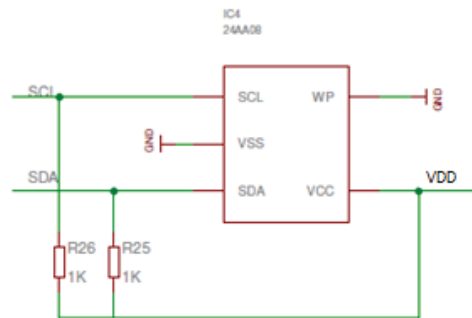 IC4
24AA08
SCL
SCL
WP
GND
GND
VSS
SDA
SDA
VCC
VDD
R26
R25
1K
1K